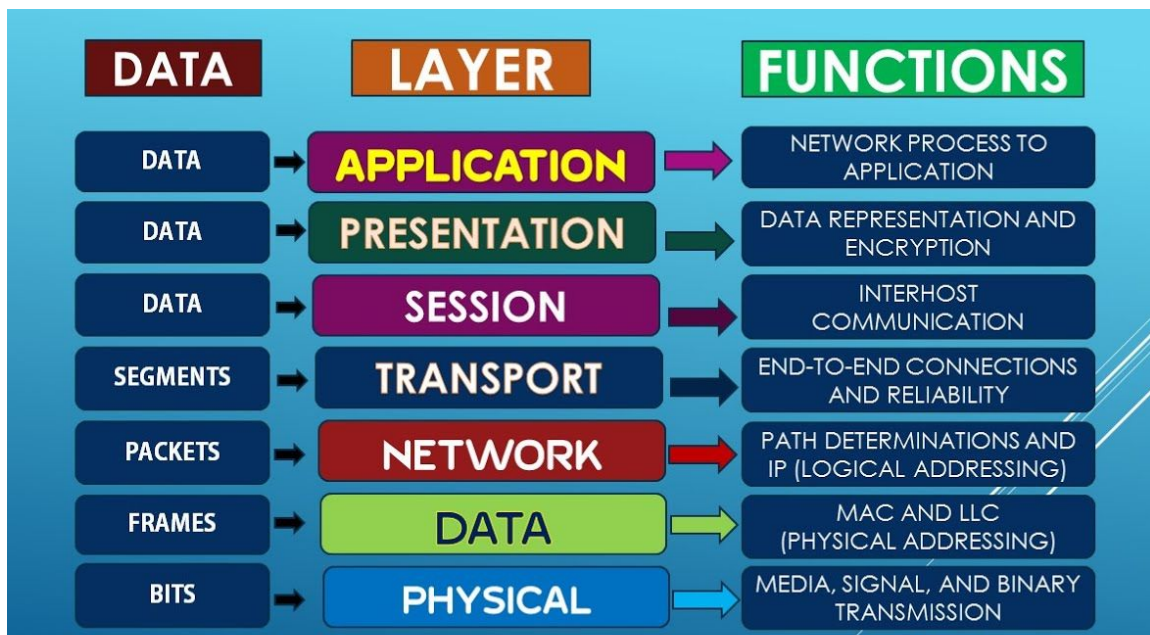 DATA LAYER FUNCTIONS
DATA APPLICATION NETWORK PROCESS TO
APPLICATION
DATA PRESENTATION DATA REPRESENTATION AND
ENCRYPTION
DATA SESSION INTERHOST
COMMUNICATION
SEGMENTS TRANSPORT END-TO-END CONNECTIONS
AND RELIABILITY
PACKETS NETWORK PATH DETERMINATIONS AND
IP (LOGICAL ADDRESSING)
FRAMES DATA MAC AND LLC
(PHYSICAL ADDRESSING)
BITS PHYSICAL MEDIA, SIGNAL, AND BINARY
TRANSMISSION